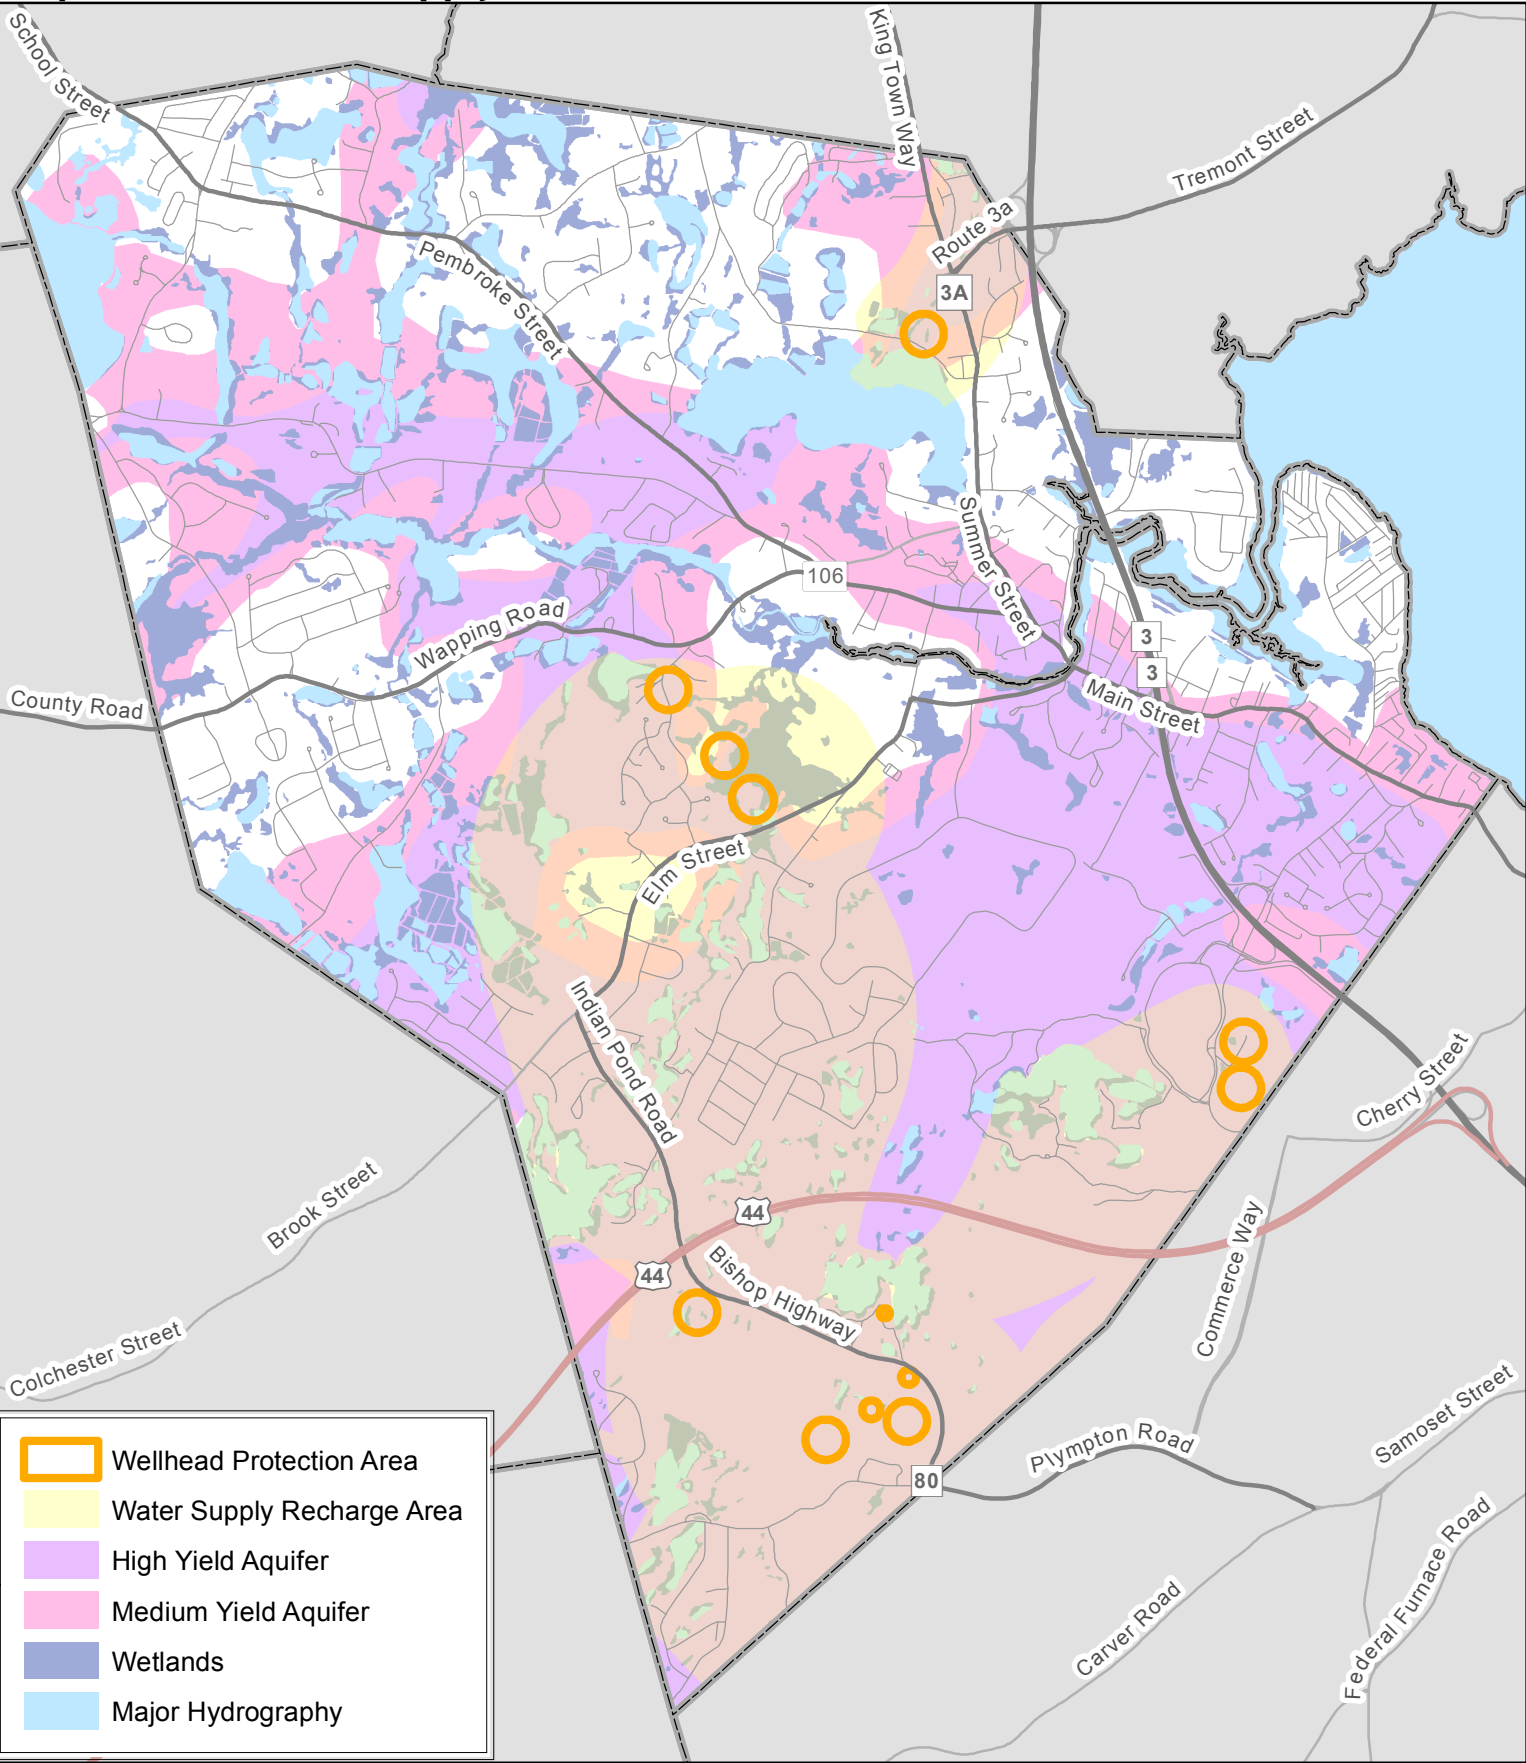 School Street
King Town Way
Tremont Street
Route 3a
3A
Pembroke Street
Summer Street
106
Wapping Road
3
3
Main Street
County Road
Elm Street
Indian Pond Road
Cherry Street
Brook Street
44
44
Bishop Highway
Commerce Way
Colchester Street
Samoset Street
Plympton Road
80
Carver Road
Federal Furnace Road
Wellhead Protection Area
Water Supply Recharge Area
High Yield Aquifer
Medium Yield Aquifer
Wetlands
Major Hydrography